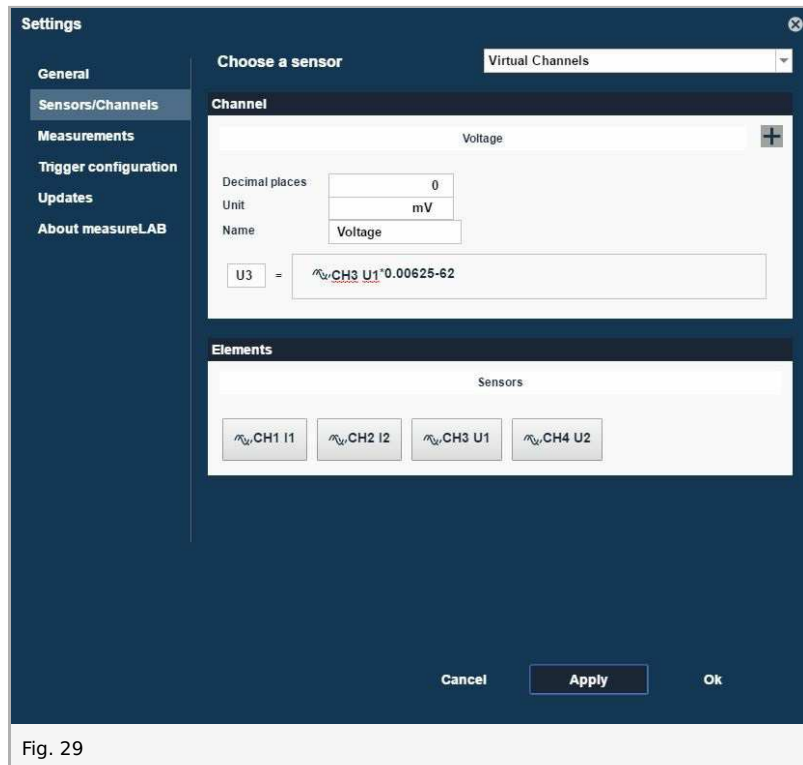 Settings
General
Sensors/Channels
Measurements
Trigger configuration
Updates
About measureLAB
Choose a sensor
Virtual Channels
Channel
Voltage
Decimal places
0
Unit
mV
Name
Voltage
U3 = CH3 U1*0.00625-62
Elements
Sensors
CH1 I1 CH2 I2 CH3 U1 CH4 U2
Cancel Apply Ok
Fig. 29